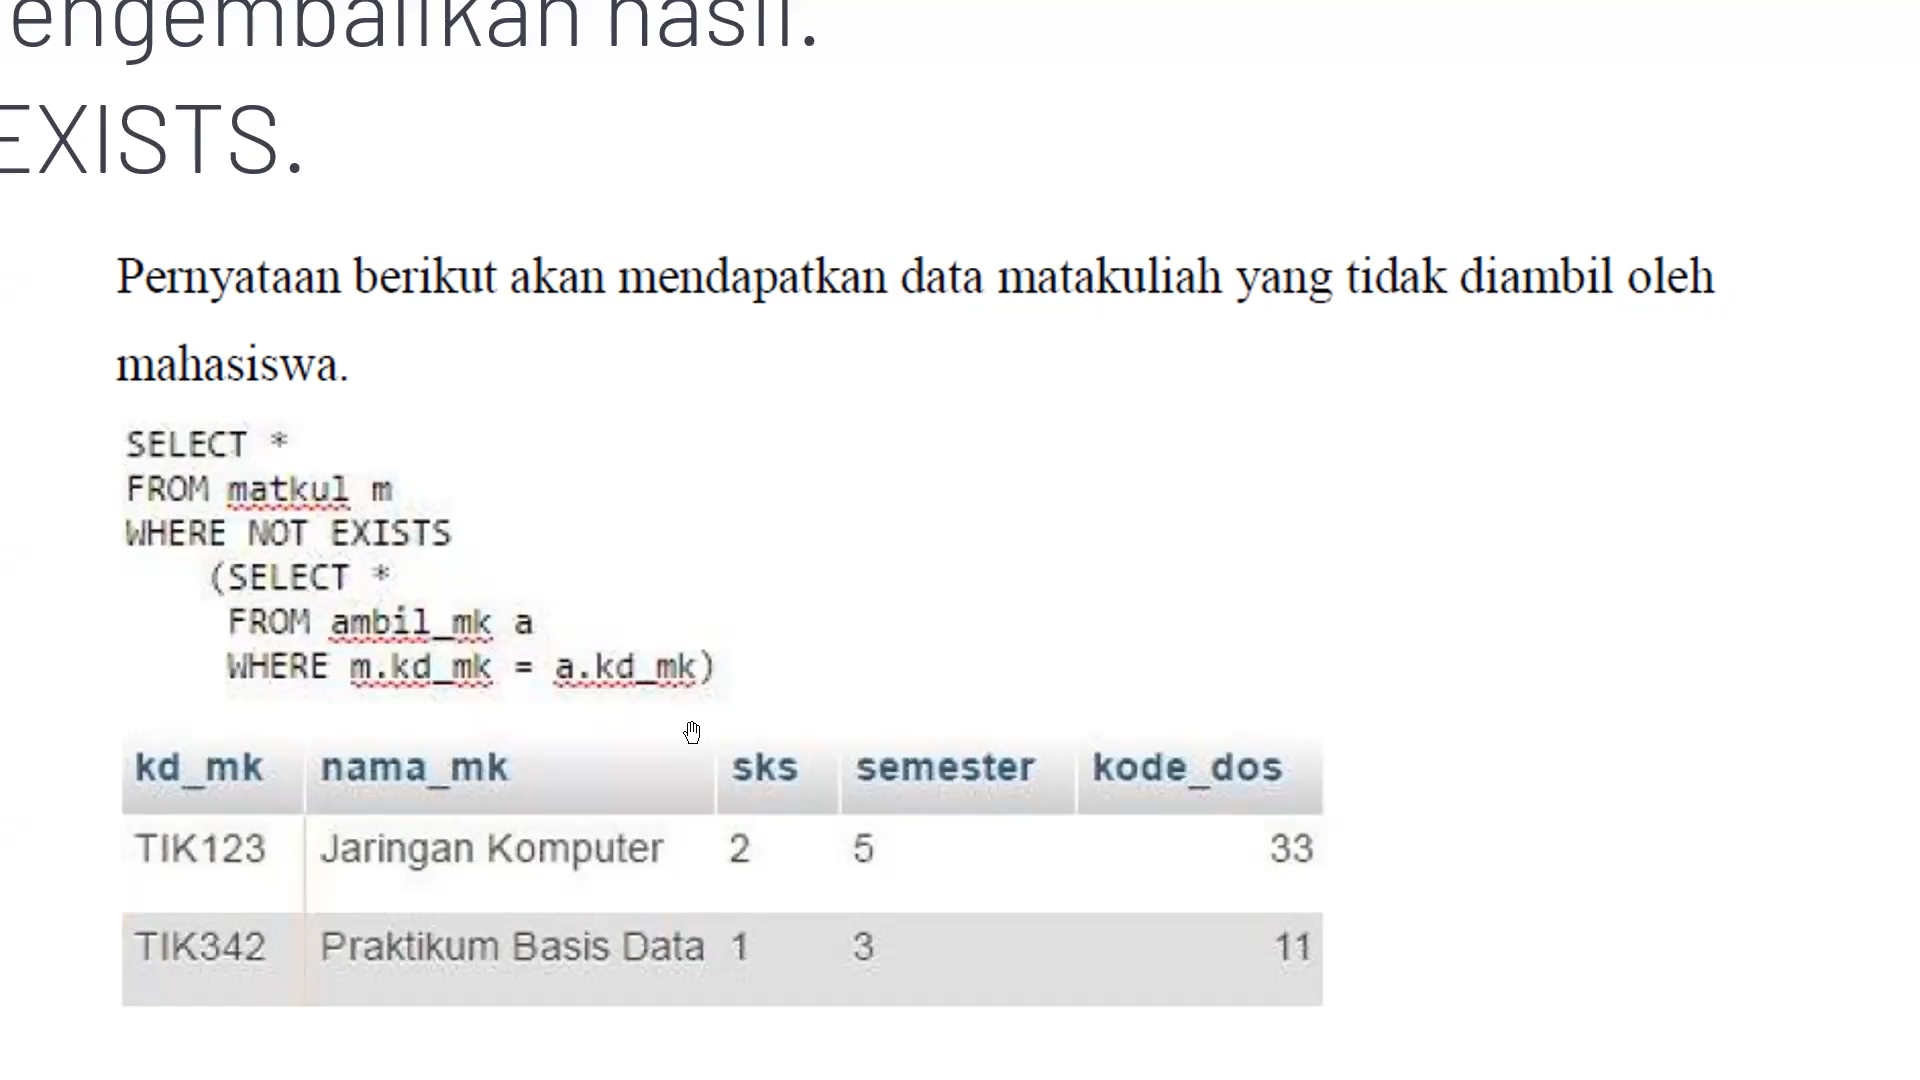 engembalikan hasil.
EXISTS.
Pernyataan berikut akan mendapatkan data matakuliah yang tidak diambil oleh
mahasiswa.
SELECT *
FROM matkul m
WHERE NOT EXISTS
(SELECT *
FROM ambil_mk a
WHERE m.kd_mk = a.kd_mk)
kd_mk nama_mk sks semester kode_dos
TIK123 Jaringan Komputer 2 5 33
TIK342 Praktikum Basis Data 1 3 11